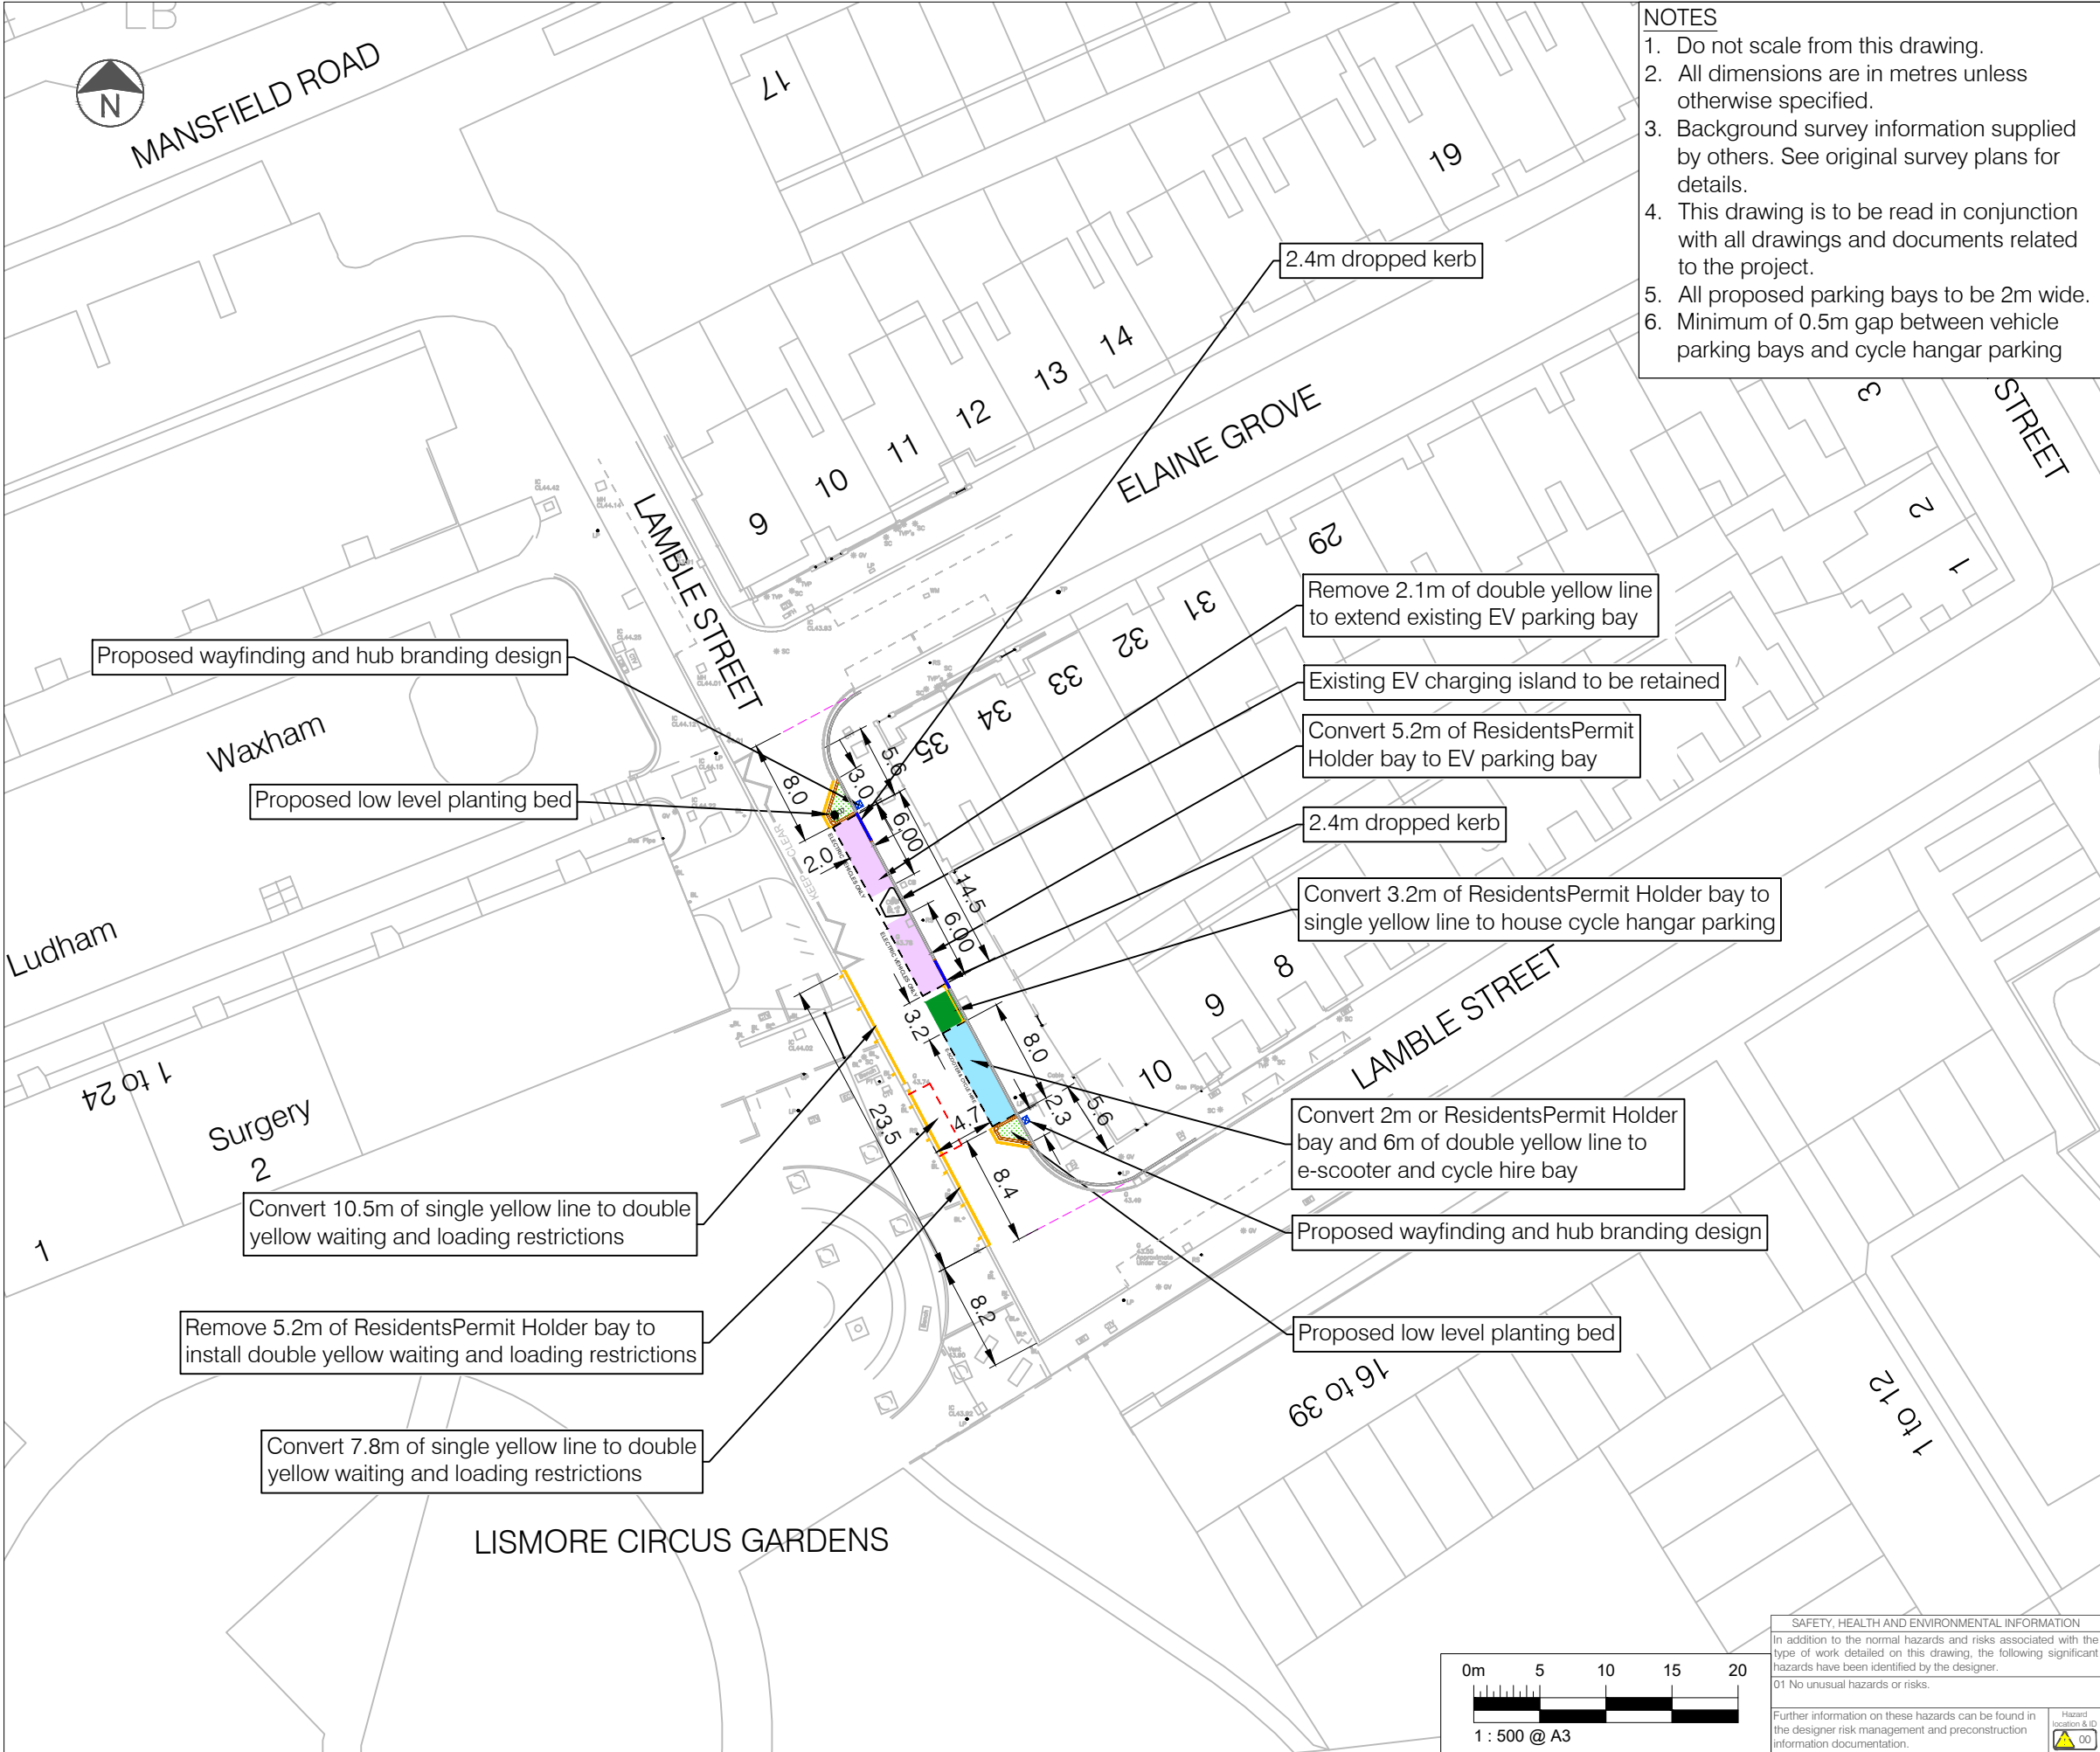 NOTES
1. Do not scale from this drawing.
2. All dimensions are in metres unless
otherwise specified.
3. Background survey information supplied
by others. See original survey plans for
details.
4. This drawing is to be read in conjunction
with all drawings and documents related
to the project.
5. All proposed parking bays to be 2m wide.
6. Minimum of 0.5m gap between vehicle
parking bays and cycle hangar parking
LB
N
MANSFIELD ROAD
17
19
2.4m dropped kerb
14
13
12
11
10
9
ELAINE GROVE
LAMBLE STREET
STREET
3
2
1
29
31
32
33
34
35
Remove 2.1m of double yellow line
to extend existing EV parking bay
Existing EV charging island to be retained
Convert 5.2m of ResidentsPermit
Holder bay to EV parking bay
2.4m dropped kerb
Convert 3.2m of ResidentsPermit Holder bay to
single yellow line to house cycle hangar parking
Proposed wayfinding and hub branding design
Waxham
Proposed low level planting bed
Ludham
8.0
5.6
3.0
6.00
2.0
14.5
6.00
3.2
8.0
5.6
2.3
4.7
8.4
23.5
8.2
KEEP CLEAR
ELECTRIC VEHICLES ONLY
ELECTRIC VEHICLES ONLY
8
9
10
LAMBLE STREET
1 to 24
Surgery
2
1
Convert 2m or ResidentsPermit Holder
bay and 6m of double yellow line to
e-scooter and cycle hire bay
Proposed wayfinding and hub branding design
Proposed low level planting bed
Convert 10.5m of single yellow line to double
yellow waiting and loading restrictions
Remove 5.2m of ResidentsPermit Holder bay to
install double yellow waiting and loading restrictions
Convert 7.8m of single yellow line to double
yellow waiting and loading restrictions
16 to 39
1 to 12
LISMORE CIRCUS GARDENS
0m 5 10 15 20
1 : 500 @ A3
SAFETY, HEALTH AND ENVIRONMENTAL INFORMATION
In addition to the normal hazards and risks associated with the
type of work detailed on this drawing, the following significant
hazards have been identified by the designer.
01 No unusual hazards or risks.
Further information on these hazards can be found in
the designer risk management and preconstruction
information documentation.
Hazard
location & ID
00